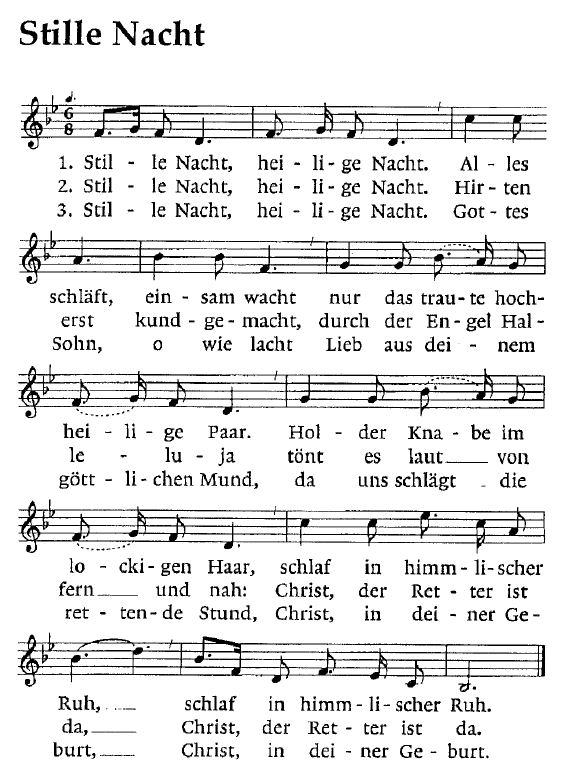 Stille Nacht
6
8
1. Stil - le Nacht, hei - li - ge Nacht. Al - les
2. Stil - le Nacht, hei - li - ge Nacht. Hir - ten
3. Stil - le Nacht, hei - li - ge Nacht. Got - tes
schläft, ein - sam wacht nur das trau - te hoch-
erst kund - ge - macht, durch der En - gel Hal -
Sohn, o wie lacht Lieb aus dei - nem
hei - li - ge Paar. Hol - der Kna - be im
le - lu - ja tönt es laut___ von
gött - li - chen Mund, da uns schlägt - die
lo - cki - gen Haar, schlaf in himm - li - scher
fern___ und nah: Christ, der Ret - ter ist
ret - ten - de Stund, Christ, in dei - ner Ge -
Ruh, ___ schlaf in himm - li - scher Ruh.
da,___ Christ, der Ret - ter ist da.
burt,___ Christ, in dei - ner Ge - burt.